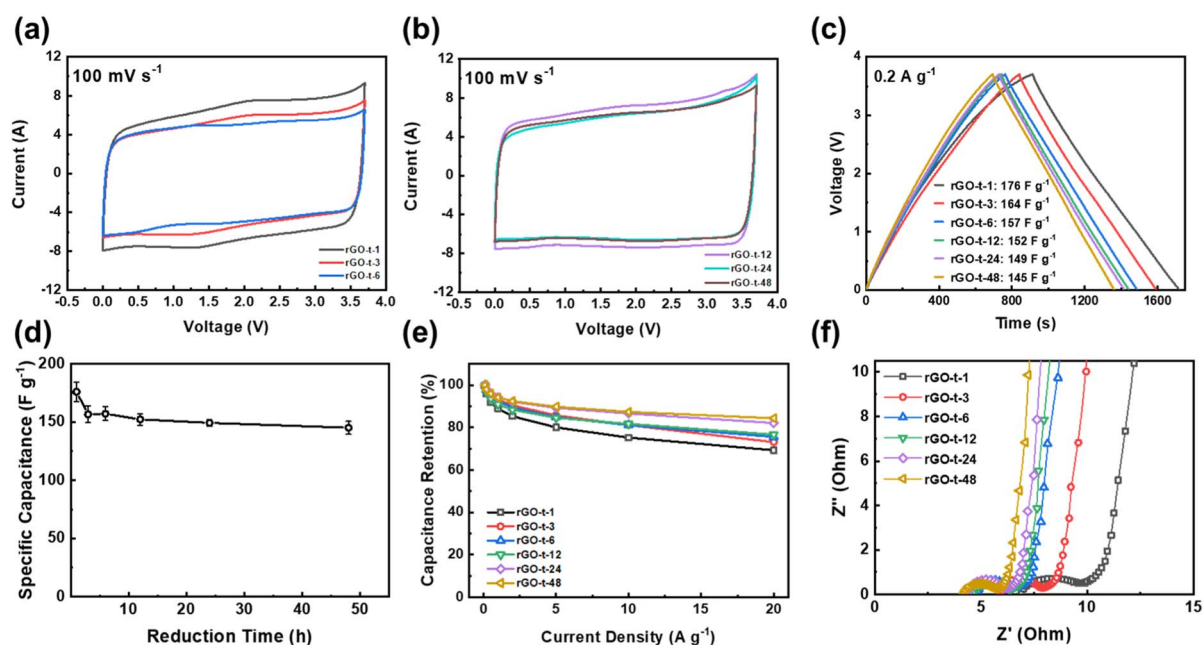 (a)
100 mV s⁻¹
Current (A)
12
8
4
0
-4
-8
-12
-0.5 0.0 0.5 1.0 1.5 2.0 2.5 3.0 3.5 4.0
Voltage (V)
rGO-t-1
rGO-t-3
rGO-t-6
(b)
100 mV s⁻¹
Current (A)
12
8
4
0
-4
-8
-12
-0.5 0.0 0.5 1.0 1.5 2.0 2.5 3.0 3.5 4.0
Voltage (V)
rGO-t-12
rGO-t-24
rGO-t-48
(c)
0.2 A g⁻¹
Voltage (V)
4
3
2
1
0
0 400 800 1200 1600
Time (s)
rGO-t-1: 176 F g⁻¹
rGO-t-3: 164 F g⁻¹
rGO-t-6: 157 F g⁻¹
rGO-t-12: 152 F g⁻¹
rGO-t-24: 149 F g⁻¹
rGO-t-48: 145 F g⁻¹
(d)
Specific Capacitance (F g⁻¹)
200
150
100
50
0
0 10 20 30 40 50
Reduction Time (h)
(e)
Capacitance Retention (%)
100
80
60
40
20
0
0 5 10 15 20
Current Density (A g⁻¹)
rGO-t-1
rGO-t-3
rGO-t-6
rGO-t-12
rGO-t-24
rGO-t-48
(f)
Z'' (Ohm)
10
8
6
4
2
0
0 5 10 15
Z' (Ohm)
rGO-t-1
rGO-t-3
rGO-t-6
rGO-t-12
rGO-t-24
rGO-t-48